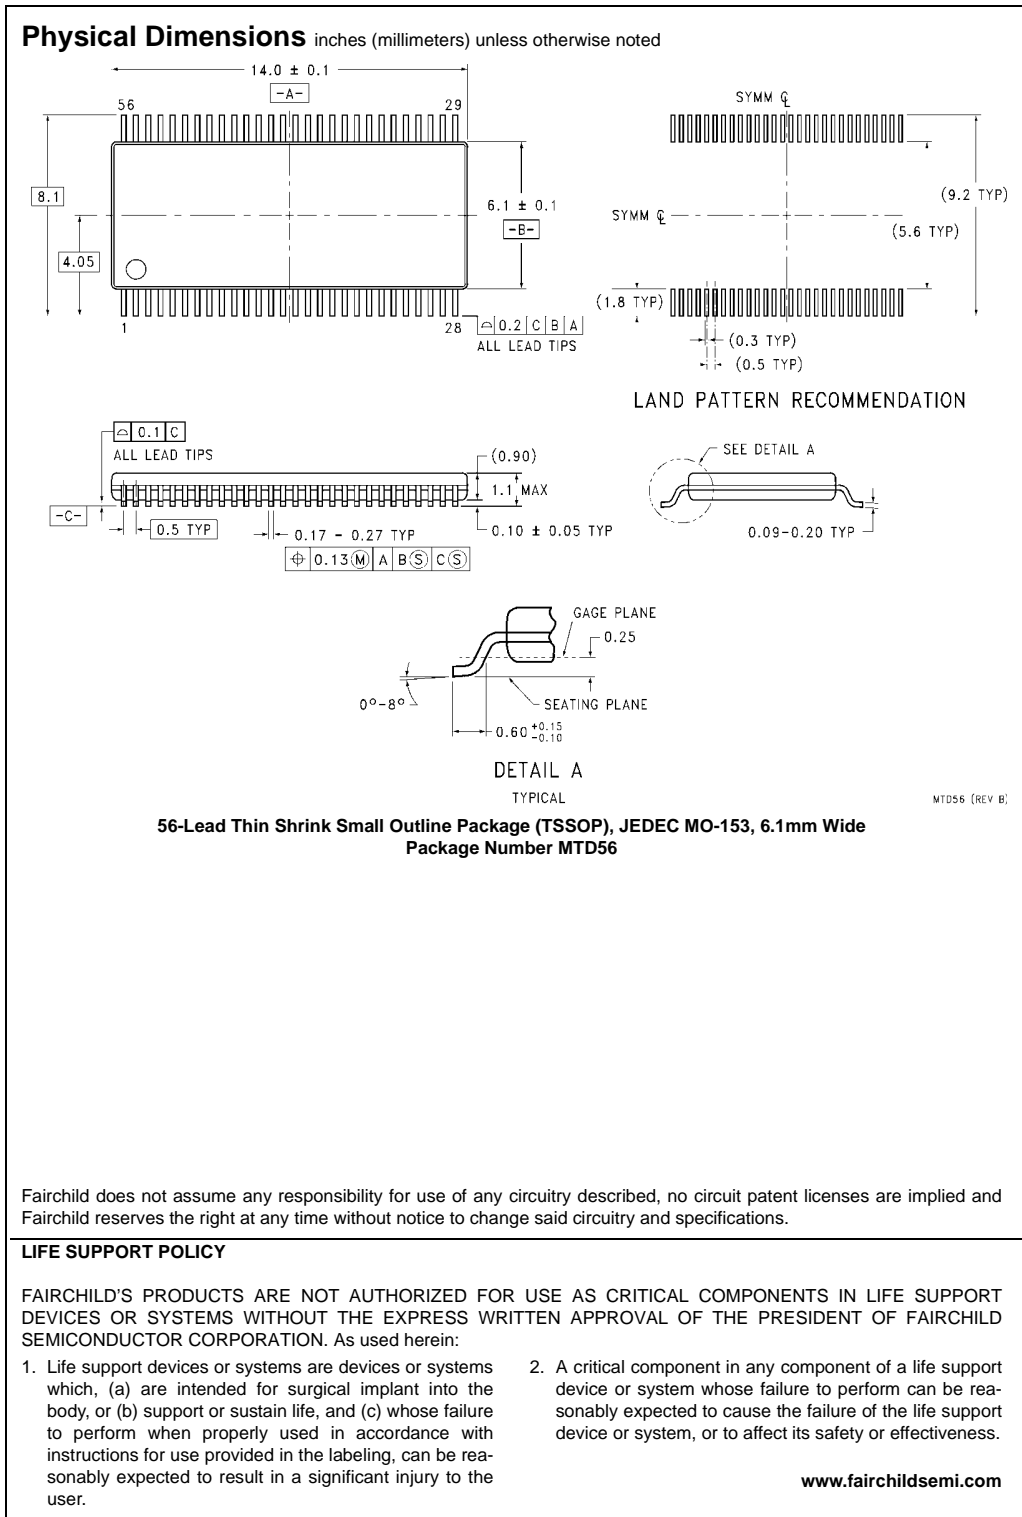 Physical Dimensions inches (millimeters) unless otherwise noted
14.0 ± 0.1
-A-
56
29
8.1
4.05
6.1 ± 0.1
-B-
1
28
⌓ 0.2 C B A
ALL LEAD TIPS
SYMM ℄
SYMM ℄
(9.2 TYP)
(5.6 TYP)
(1.8 TYP)
(0.3 TYP)
(0.5 TYP)
LAND PATTERN RECOMMENDATION
⌓ 0.1 C
ALL LEAD TIPS
(0.90)
1.1 MAX
-C-
0.5 TYP
0.17 - 0.27 TYP
0.10 ± 0.05 TYP
⌖ 0.13 Ⓜ A B Ⓢ C Ⓢ
SEE DETAIL A
0.09-0.20 TYP
GAGE PLANE
0.25
0°-8°
SEATING PLANE
0.60 +0.15 -0.10
DETAIL A
TYPICAL
MTD56 (REV B)
56-Lead Thin Shrink Small Outline Package (TSSOP), JEDEC MO-153, 6.1mm Wide
Package Number MTD56
Fairchild does not assume any responsibility for use of any circuitry described, no circuit patent licenses are implied and
Fairchild reserves the right at any time without notice to change said circuitry and specifications.
LIFE SUPPORT POLICY
FAIRCHILD'S PRODUCTS ARE NOT AUTHORIZED FOR USE AS CRITICAL COMPONENTS IN LIFE SUPPORT
DEVICES OR SYSTEMS WITHOUT THE EXPRESS WRITTEN APPROVAL OF THE PRESIDENT OF FAIRCHILD
SEMICONDUCTOR CORPORATION. As used herein:
1. Life support devices or systems are devices or systems
which, (a) are intended for surgical implant into the
body, or (b) support or sustain life, and (c) whose failure
to perform when properly used in accordance with
instructions for use provided in the labeling, can be rea-
sonably expected to result in a significant injury to the
user.
2. A critical component in any component of a life support
device or system whose failure to perform can be rea-
sonably expected to cause the failure of the life support
device or system, or to affect its safety or effectiveness.
www.fairchildsemi.com